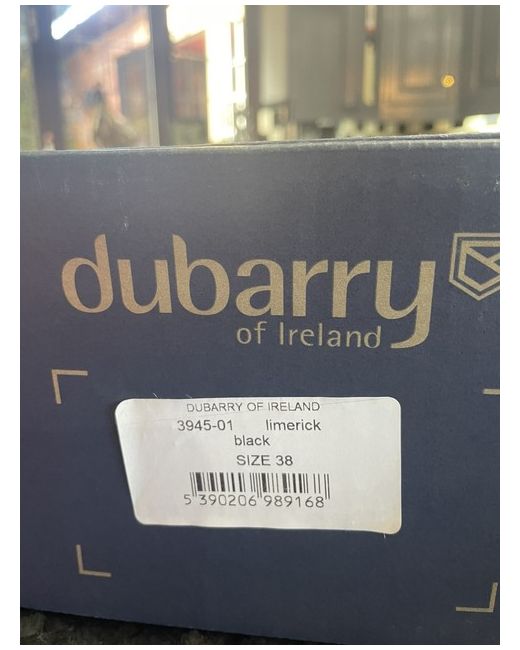 dubarry
of Ireland
DUBARRY OF IRELAND
3945-01 limerick
black
SIZE 38
5 390206 989168